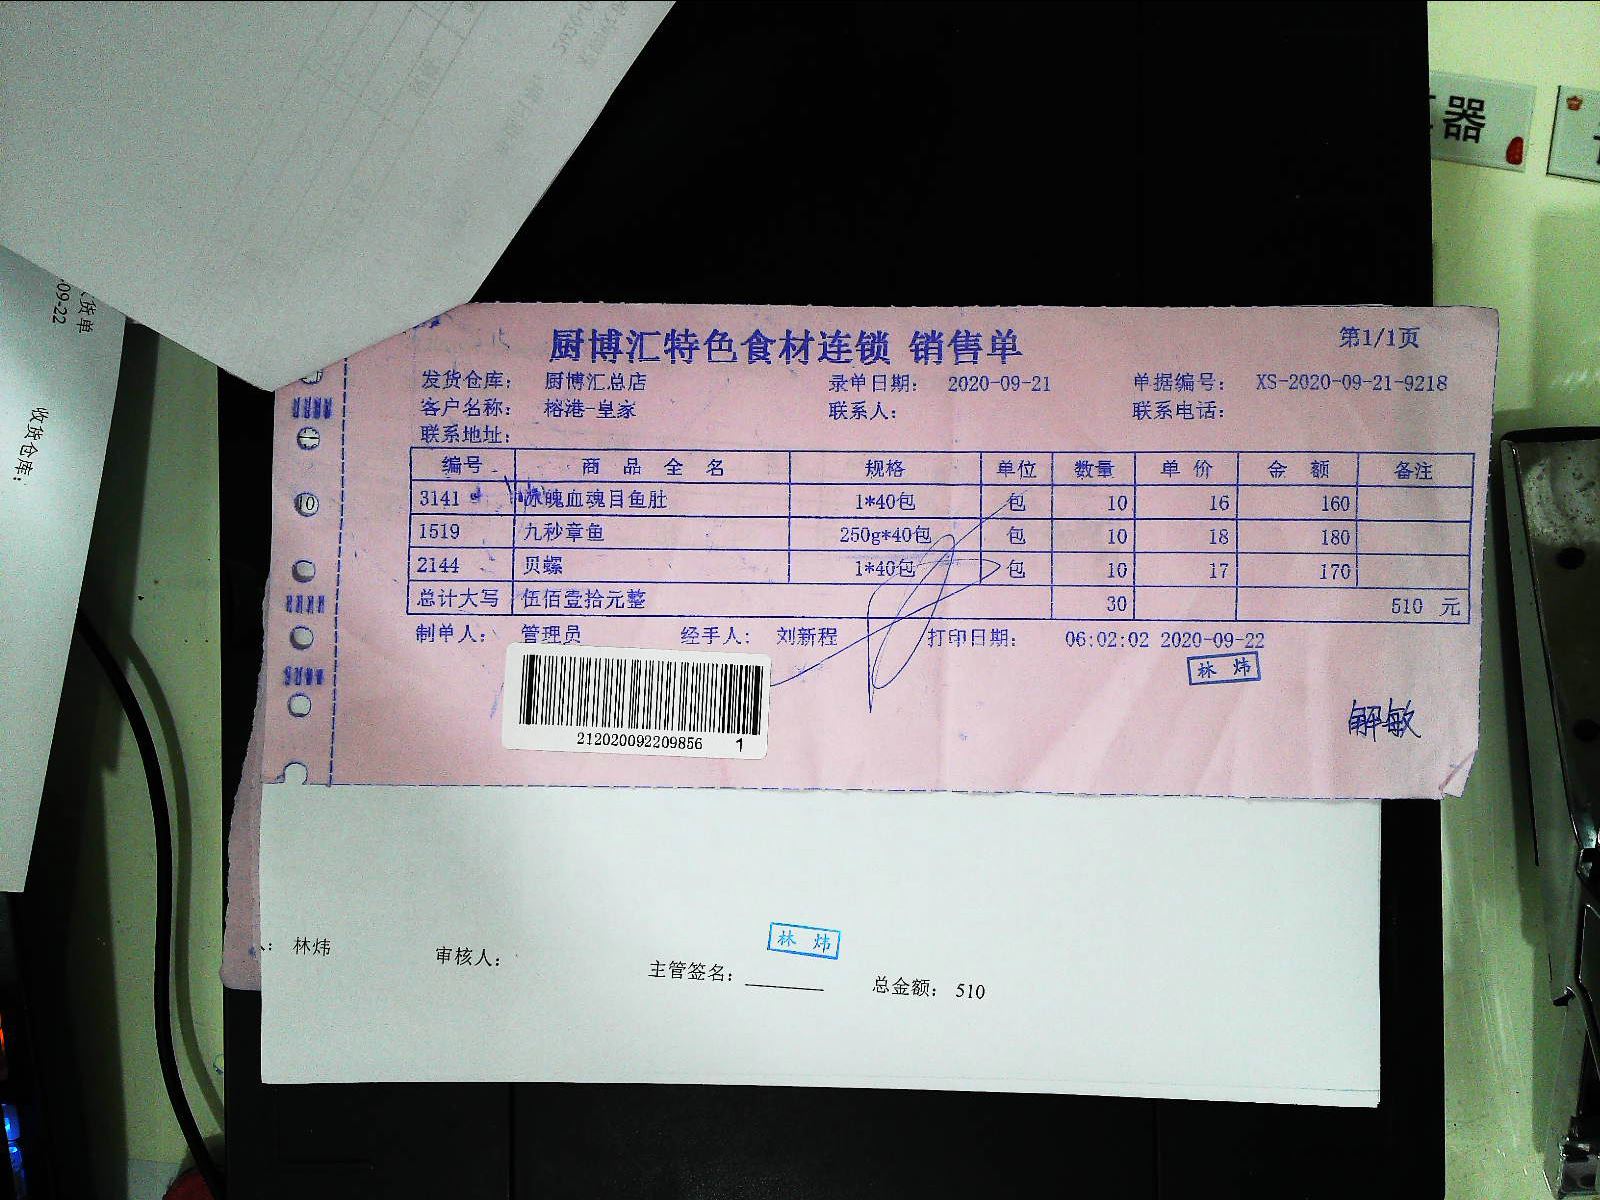 器
货单
-09-22
收货仓库:
厨博汇特色食材连锁 销售单
第1/1页
发货仓库: 厨博汇总店 录单日期: 2020-09-21 单据编号: XS-2020-09-21-9218
客户名称: 榕港-皇家 联系人: 联系电话:
联系地址:
编号 商品全名 规格 单位 数量 单价 金额 备注
3141 冰魄血魂目鱼肚 1*40包 包 10 16 160
1519 九秒章鱼 250g*40包 包 10 18 180
2144 贝螺 1*40包 包 10 17 170
总计大写 伍佰壹拾元整 30 510 元
制单人: 管理员 经手人: 刘新程 打印日期: 06:02:02 2020-09-22
林炜
解敏
212020092209856 1
林炜
: 林炜 审核人: 主管签名: 总金额: 510